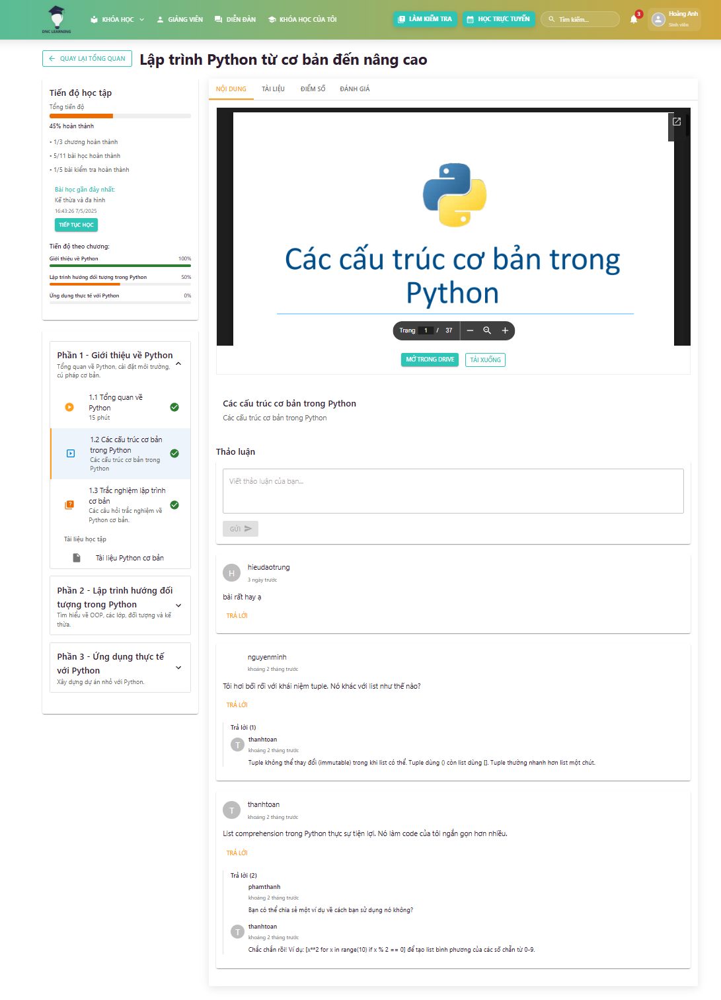 DNC LEARNING
KHÓA HỌC
GIẢNG VIÊN
DIỄN ĐÀN
KHÓA HỌC CỦA TÔI
LÀM KIỂM TRA
HỌC TRỰC TUYẾN
Tìm kiếm...
3
Hoàng Anh
Sinh viên
QUAY LẠI TỔNG QUAN
Lập trình Python từ cơ bản đến nâng cao
Tiến độ học tập
Tổng tiến độ
45% hoàn thành
• 1/3 chương hoàn thành
• 5/11 bài học hoàn thành
• 1/5 bài kiểm tra hoàn thành
Bài học gần đây nhất:
Kế thừa và đa hình
16:43:26 7/5/2025
TIẾP TỤC HỌC
Tiến độ theo chương:
Giới thiệu về Python 100%
Lập trình hướng đối tượng trong Python 50%
Ứng dụng thực tế với Python 0%
Phần 1 - Giới thiệu về Python
Tổng quan về Python, cài đặt môi trường,
cú pháp cơ bản.
1.1 Tổng quan về
Python
15 phút
1.2 Các cấu trúc cơ bản
trong Python
Các cấu trúc cơ bản trong
Python
1.3 Trắc nghiệm lập trình
cơ bản
Các câu hỏi trắc nghiệm về
Python cơ bản.
Tài liệu học tập
Tài liệu Python cơ bản
Phần 2 - Lập trình hướng đối
tượng trong Python
Tìm hiểu về OOP, các lớp, đối tượng và kế
thừa.
Phần 3 - Ứng dụng thực tế
với Python
Xây dựng dự án nhỏ với Python.
NỘI DUNG
TÀI LIỆU
ĐIỂM SỐ
ĐÁNH GIÁ
Các cấu trúc cơ bản trong
Python
Trang 1 / 37
MỞ TRONG DRIVE
TẢI XUỐNG
Các cấu trúc cơ bản trong Python
Các cấu trúc cơ bản trong Python
Thảo luận
Viết thảo luận của bạn...
GỬI
H
hieudaotrung
3 ngày trước
bài rất hay ạ
TRẢ LỜI
nguyenminh
khoảng 2 tháng trước
Tôi hơi bối rối với khái niệm tuple. Nó khác với list như thế nào?
TRẢ LỜI
Trả lời (1)
T
thanhtoan
khoảng 2 tháng trước
Tuple không thể thay đổi (immutable) trong khi list có thể. Tuple dùng () còn list dùng []. Tuple thường nhanh hơn list một chút.
T
thanhtoan
khoảng 2 tháng trước
List comprehension trong Python thực sự tiện lợi. Nó làm code của tôi ngắn gọn hơn nhiều.
TRẢ LỜI
Trả lời (2)
phamthanh
khoảng 2 tháng trước
Bạn có thể chia sẻ một ví dụ về cách bạn sử dụng nó không?
T
thanhtoan
khoảng 2 tháng trước
Chắc chắn rồi! Ví dụ: [x**2 for x in range(10) if x % 2 == 0] để tạo list bình phương của các số chẵn từ 0-9.